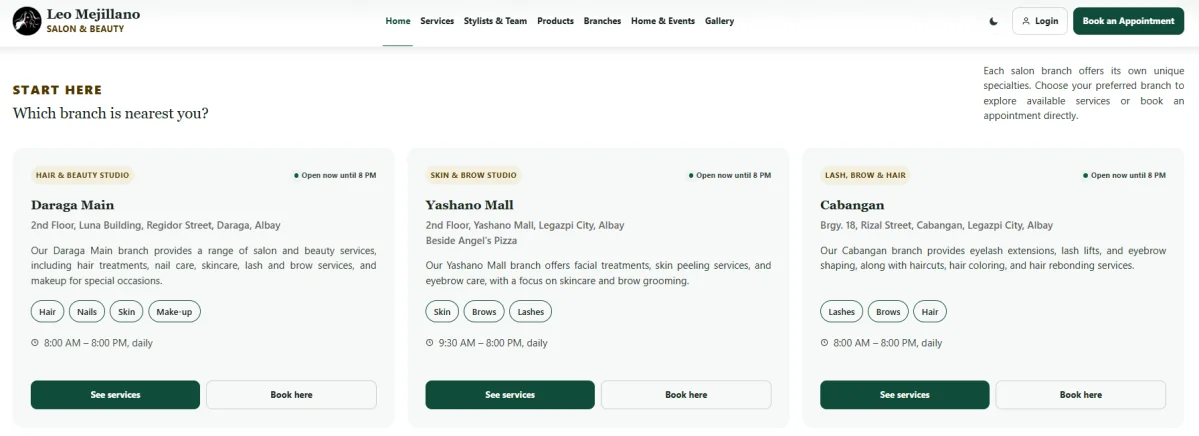 Leo Mejillano
SALON & BEAUTY
Home
Services
Stylists & Team
Products
Branches
Home & Events
Gallery
Login
Book an Appointment
START HERE
Which branch is nearest you?
Each salon branch offers its own unique
specialties. Choose your preferred branch to
explore available services or book an
appointment directly.
HAIR & BEAUTY STUDIO
Open now until 8 PM
Daraga Main
2nd Floor, Luna Building, Regidor Street, Daraga, Albay
Our Daraga Main branch provides a range of salon and beauty services,
including hair treatments, nail care, skincare, lash and brow services, and
makeup for special occasions.
Hair
Nails
Skin
Make-up
8:00 AM – 8:00 PM, daily
See services
Book here
SKIN & BROW STUDIO
Open now until 8 PM
Yashano Mall
2nd Floor, Yashano Mall, Legazpi City, Albay
Beside Angel's Pizza
Our Yashano Mall branch offers facial treatments, skin peeling services, and
eyebrow care, with a focus on skincare and brow grooming.
Skin
Brows
Lashes
9:30 AM – 8:00 PM, daily
See services
Book here
LASH, BROW & HAIR
Open now until 8 PM
Cabangan
Brgy. 18, Rizal Street, Cabangan, Legazpi City, Albay
Our Cabangan branch provides eyelash extensions, lash lifts, and eyebrow
shaping, along with haircuts, hair coloring, and hair rebonding services.
Lashes
Brows
Hair
8:00 AM – 8:00 PM, daily
See services
Book here